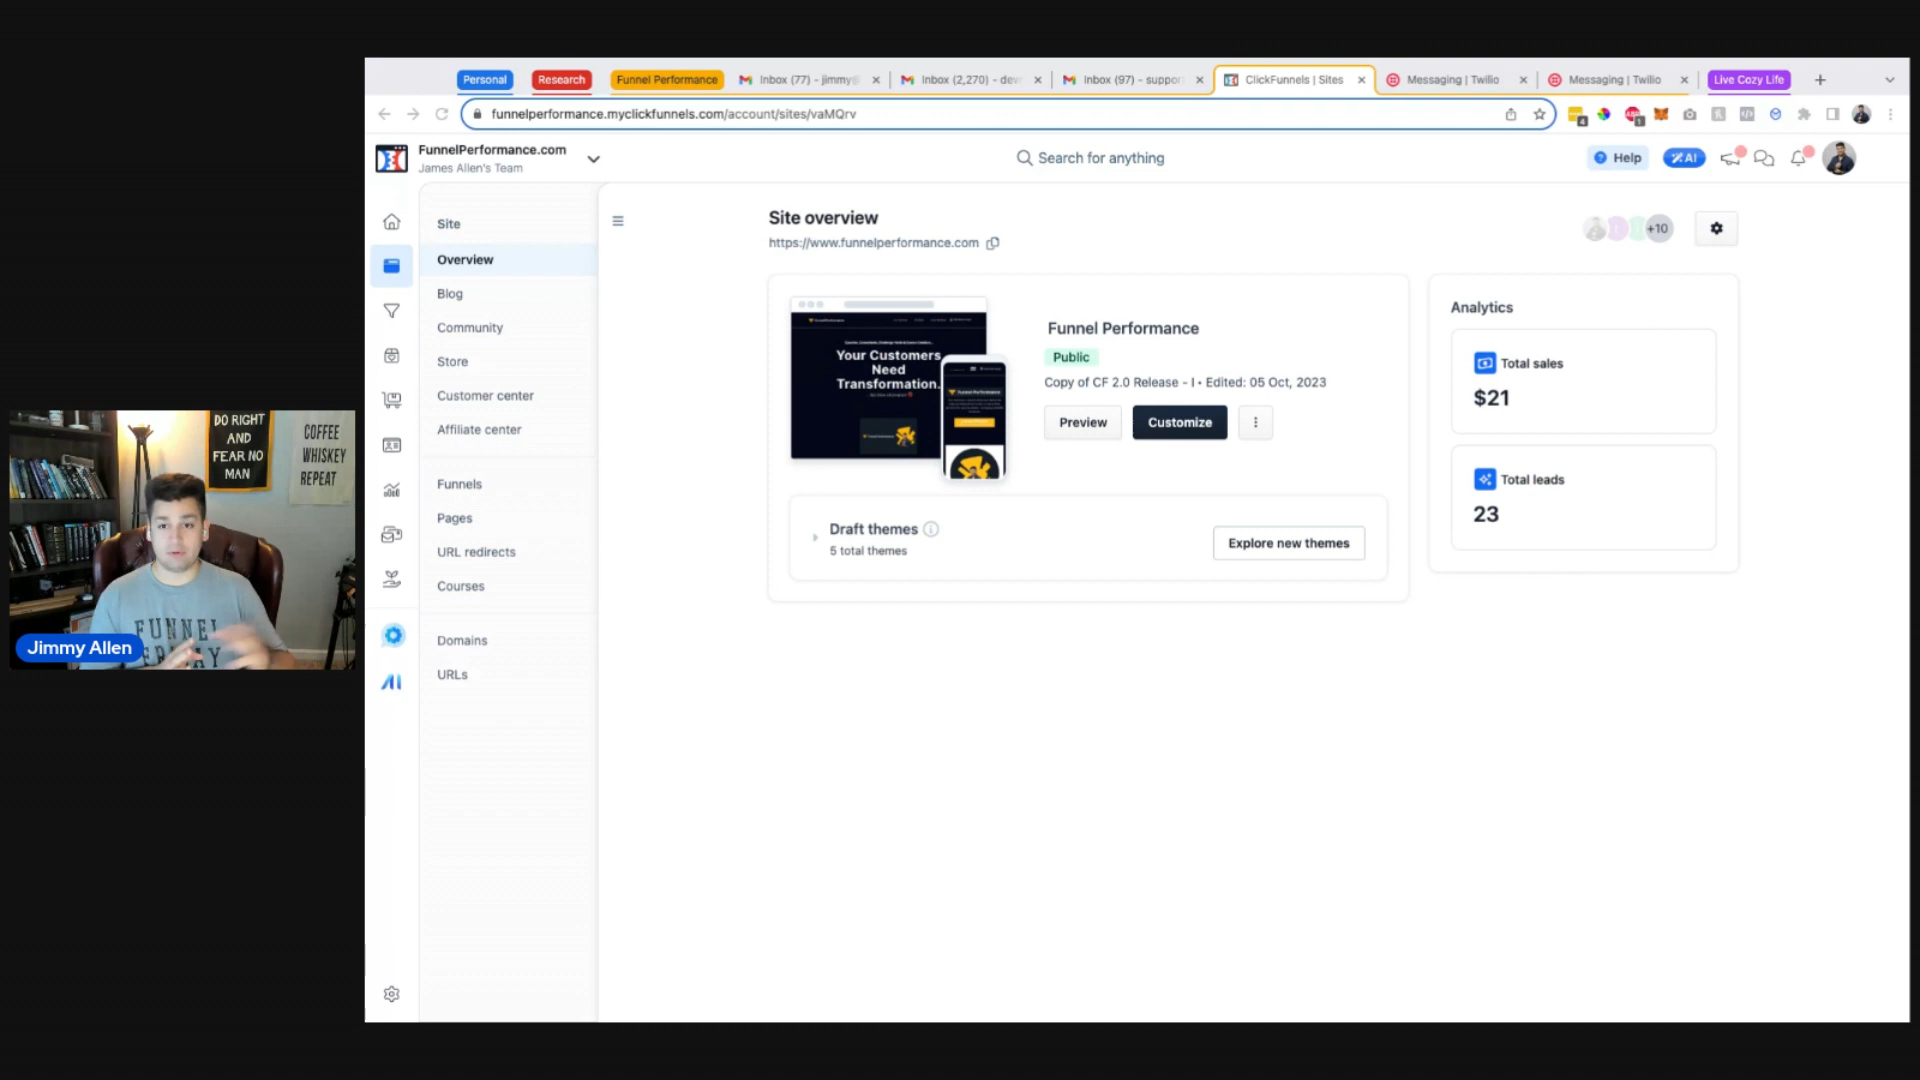 Personal
Research
Funnel Performance
Inbox (77) - jimmy@
Inbox (2,270) - dev
Inbox (97) - suppor
ClickFunnels | Sites
Messaging | Twilio
Messaging | Twilio
Live Cozy Life
funnelperformance.myclickfunnels.com/account/sites/vaMQrv
4
1
FunnelPerformance.com
James Allen's Team
Search for anything
Help
AI
Site
Overview
Blog
Community
Store
Customer center
Affiliate center
Funnels
Pages
URL redirects
Courses
Domains
URLs
Site overview
https://www.funnelperformance.com
+10
Your Customers
Need
Transformation.
Funnel Performance
Public
Copy of CF 2.0 Release - I • Edited: 05 Oct, 2023
Preview
Customize
Draft themes
5 total themes
Explore new themes
Analytics
Total sales
$21
Total leads
23
DO RIGHT
AND
FEAR NO
MAN
COFFEE
WHISKEY
REPEAT
FUNNEL
Jimmy Allen